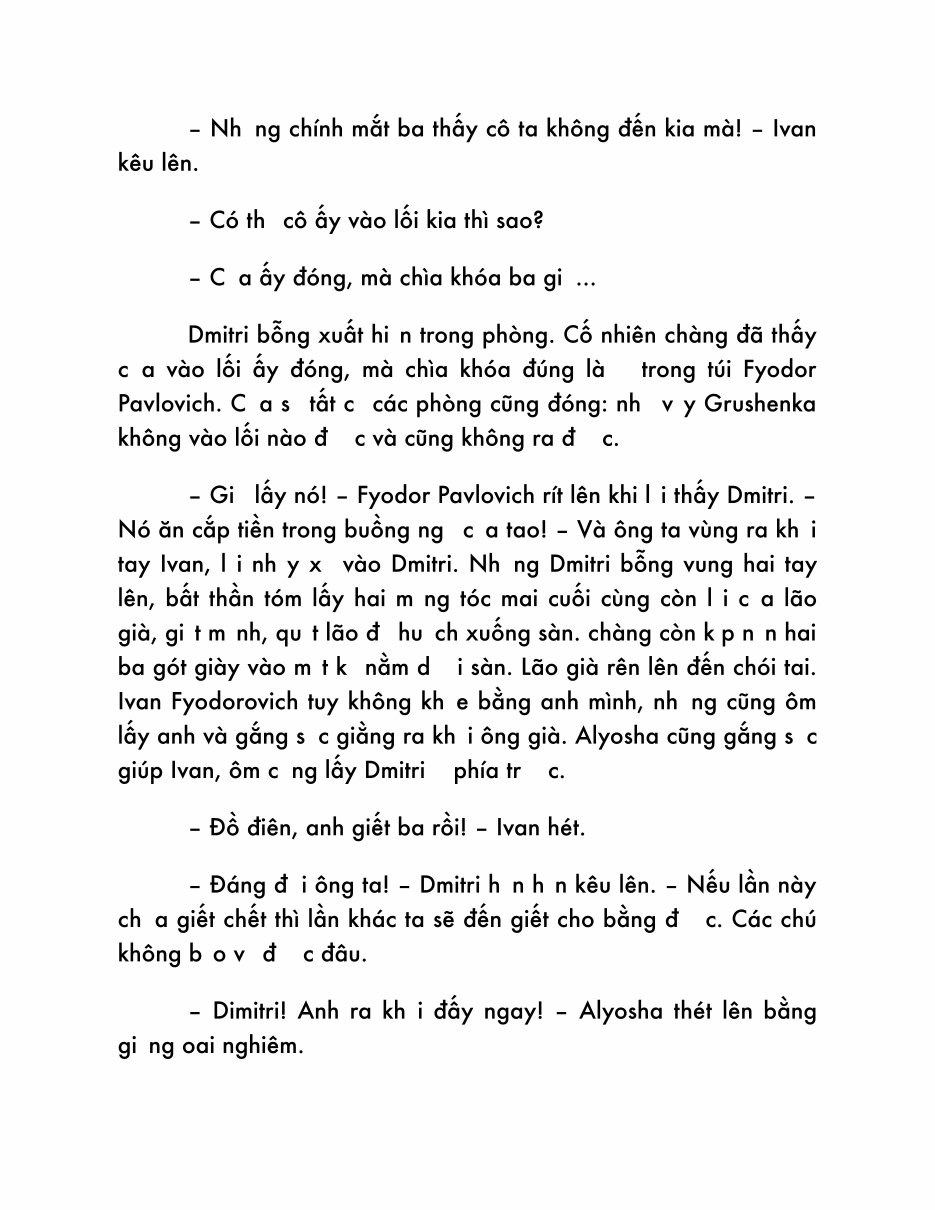 – Nh ng chính mắt ba thấy cô ta không đến kia mà! – Ivan
kêu lên.
– Có th cô ấy vào lối kia thì sao?
– C a ấy đóng, mà chìa khóa ba gi ...
Dmitri bỗng xuất hi n trong phòng. Cố nhiên chàng đã thấy
c a vào lối ấy đóng, mà chìa khóa đúng là trong túi Fyodor
Pavlovich. C a s tất c các phòng cũng đóng: nh v y Grushenka
không vào lối nào đ c và cũng không ra đ c.
– Gi lấy nó! – Fyodor Pavlovich rít lên khi l i thấy Dmitri. –
Nó ăn cắp tiền trong buồng ng c a tao! – Và ông ta vùng ra kh i
tay Ivan, l i nh y x vào Dmitri. Nh ng Dmitri bỗng vung hai tay
lên, bất thần tóm lấy hai m ng tóc mai cuối cùng còn l i c a lão
già, gi t m nh, qu t lão đ hu ch xuống sàn. chàng còn k p n n hai
ba gót giày vào m t k nằm d i sàn. Lão già rên lên đến chói tai.
Ivan Fyodorovich tuy không kh e bằng anh mình, nh ng cũng ôm
lấy anh và gắng s c giằng ra kh i ông già. Alyosha cũng gắng s c
giúp Ivan, ôm c ng lấy Dmitri phía tr c.
– Đồ điên, anh giết ba rồi! – Ivan hét.
– Đáng đ i ông ta! – Dmitri h n h n kêu lên. – Nếu lần này
ch a giết chết thì lần khác ta sẽ đến giết cho bằng đ c. Các chú
không b o v đ c đâu.
– Dimitri! Anh ra kh i đấy ngay! – Alyosha thét lên bằng
gi ng oai nghiêm.